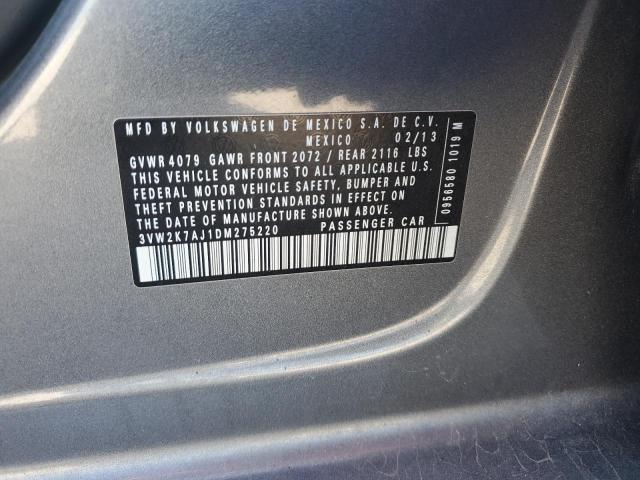 MFD BY VOLKSWAGEN DE MEXICO S.A. DE C.V.
MEXICO 02/13
GVWR 4079 GAWR FRONT 2072 / REAR 2116 LBS
THIS VEHICLE CONFORMS TO ALL APPLICABLE U.S.
FEDERAL MOTOR VEHICLE SAFETY, BUMPER AND
THEFT PREVENTION STANDARDS IN EFFECT ON
THE DATE OF MANUFACTURE SHOWN ABOVE.
3VW2K7AJ1DM275220 PASSENGER CAR
0956580 1019 M